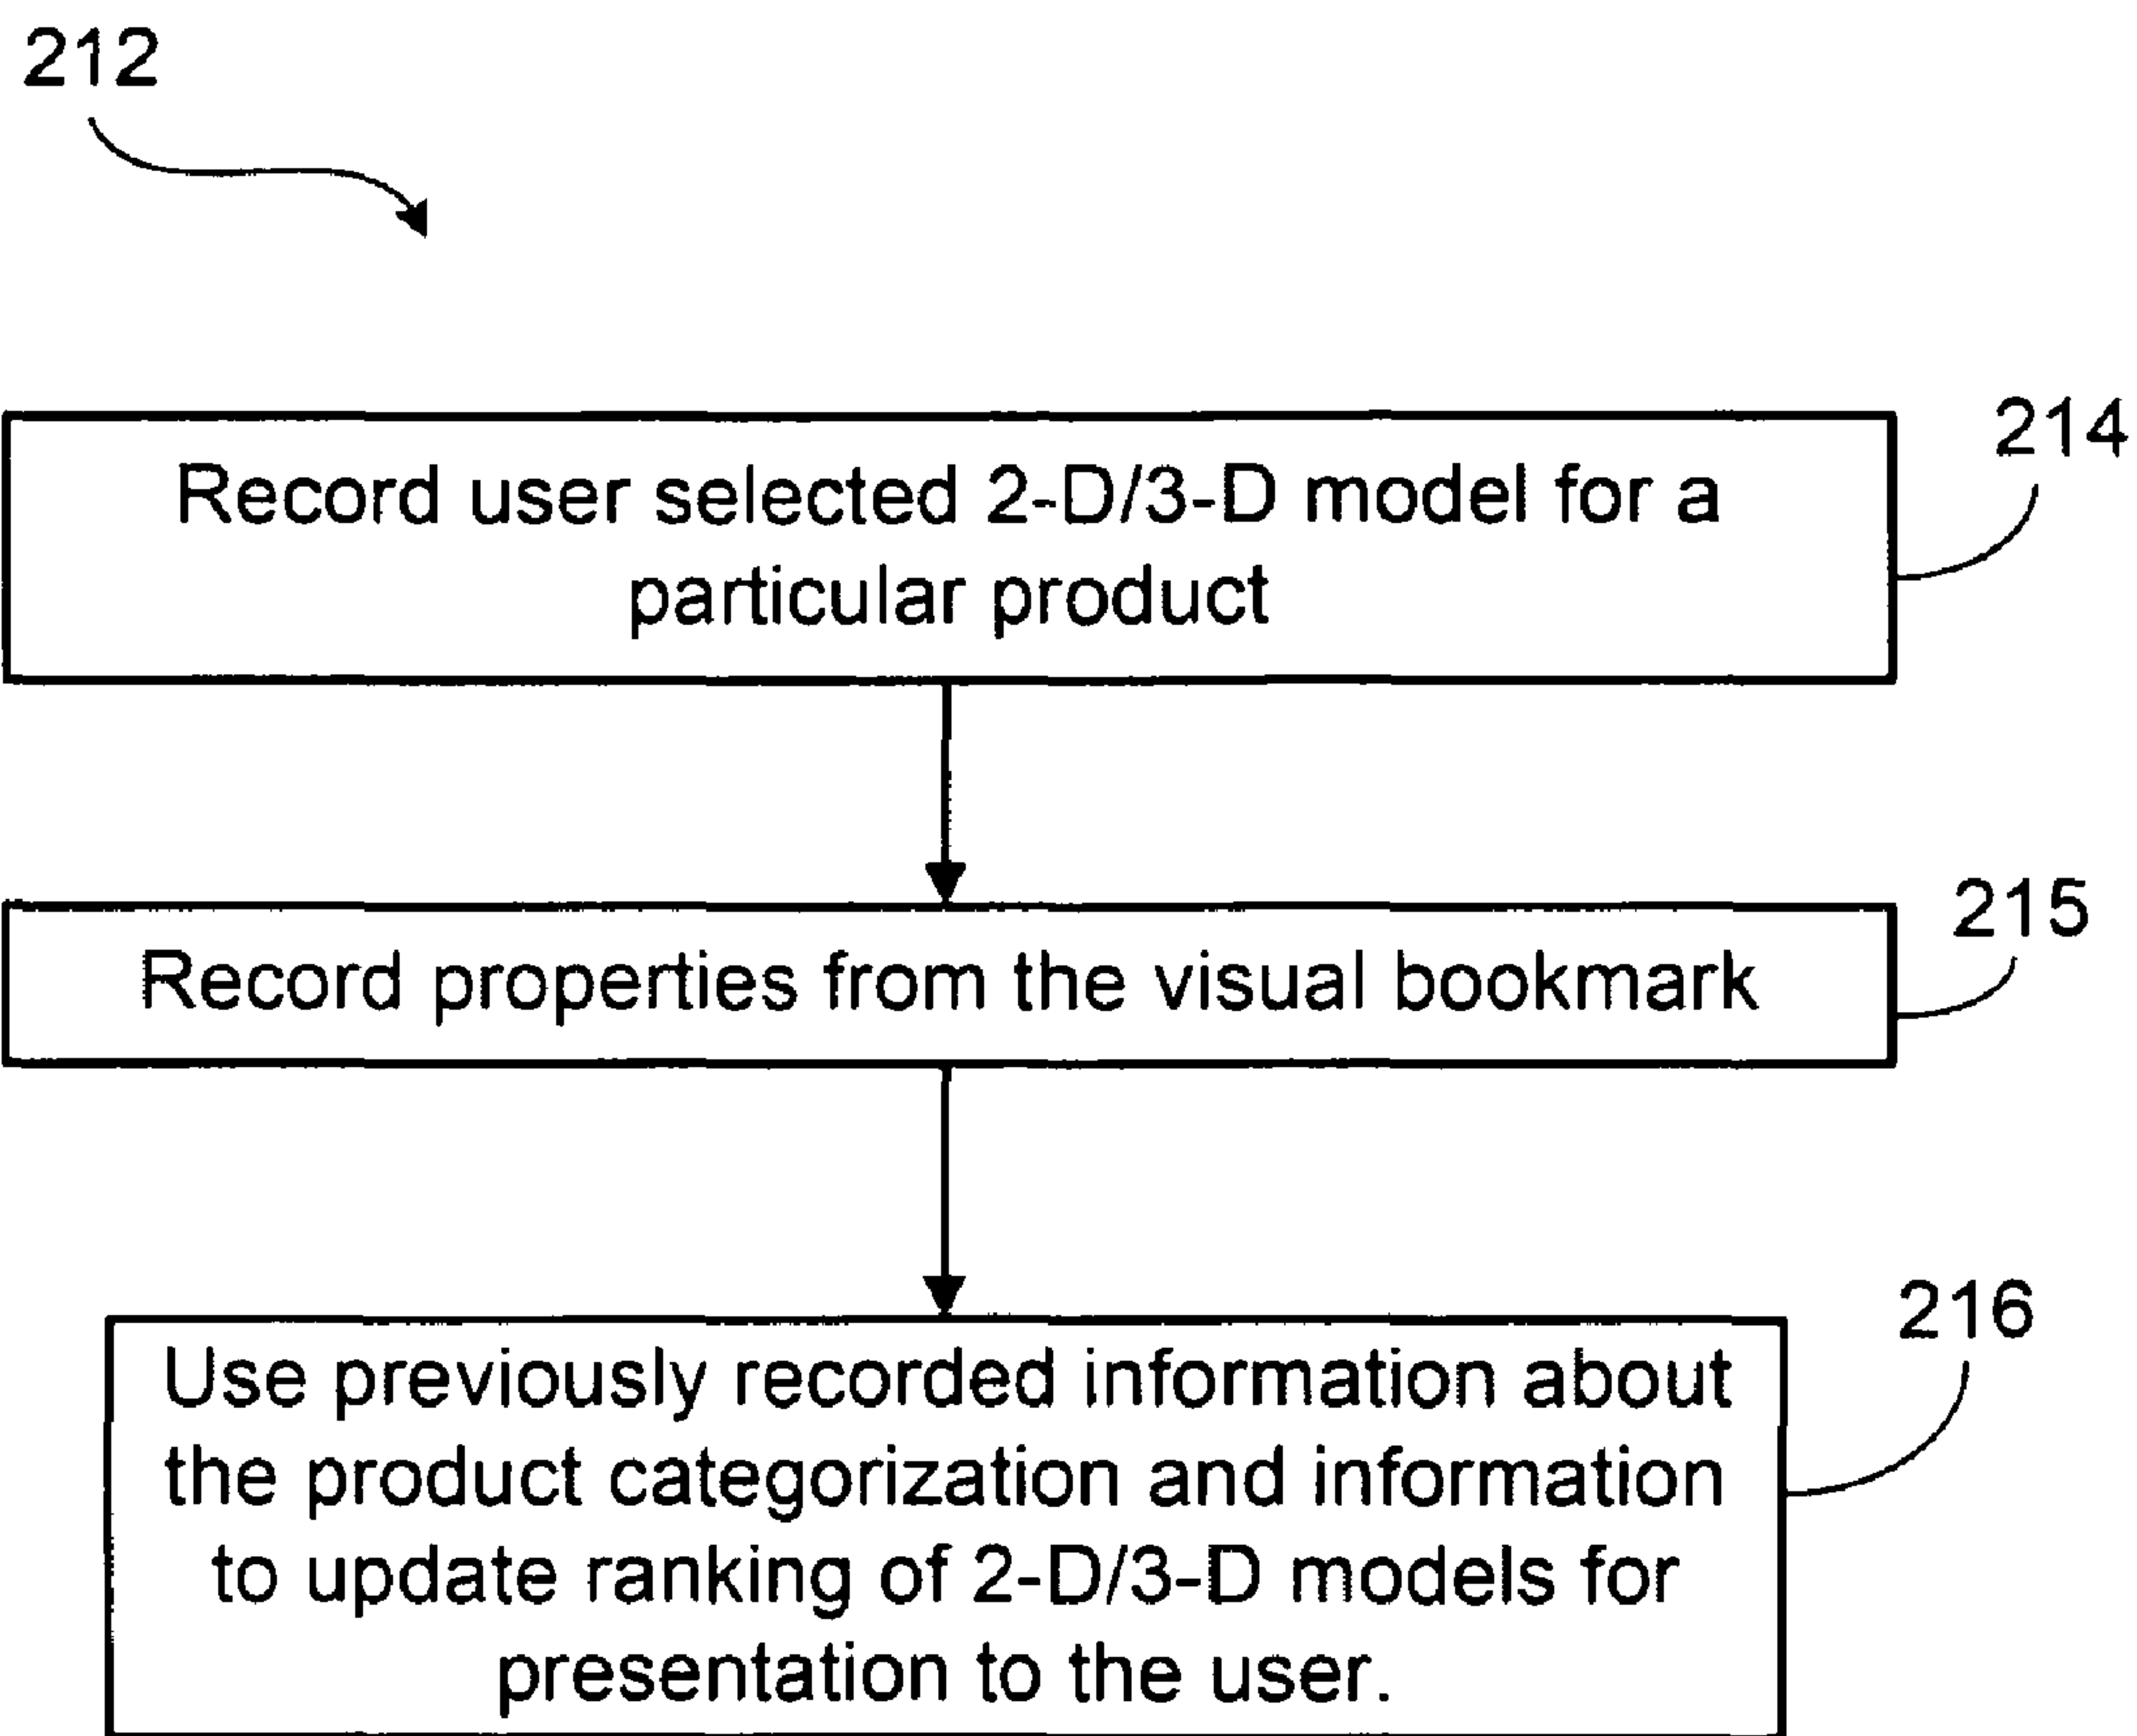 212
214
Record user selected 2-D/3-D model for a
particular product
215
Record properties from the visual bookmark
216
Use previously recorded information about
the product categorization and information
to update ranking of 2-D/3-D models for
presentation to the user.